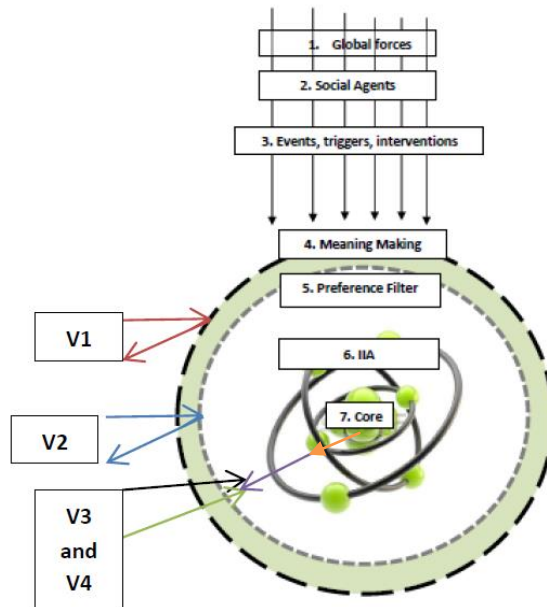 1. Global forces
2. Social Agents
3. Events, triggers, interventions
4. Meaning Making
5. Preference Filter
V1
6. IIA
7. Core
V2
V3
and
V4